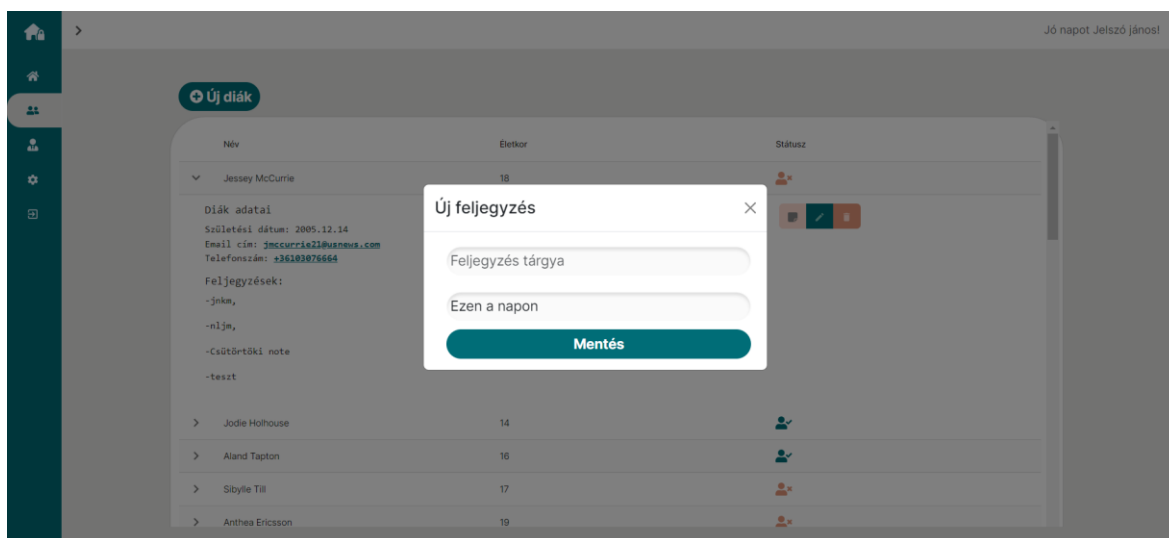 Jó napot Jelszó jános!
Új diák
Név Életkor Státusz
Jessey McCurrie 18
Diák adatai
Születési dátum: 2005.12.14
Email cím: jmccurrie21@usnews.com
Telefonszám: +36103076664
Feljegyzések:
-jnkm,
-nljm,
-Csütörtöki note
-teszt
Új feljegyzés
Feljegyzés tárgya
Ezen a napon
Mentés
Jodie Holhouse 14
Aland Tapton 16
Sibylle Till 17
Anthea Ericsson 19